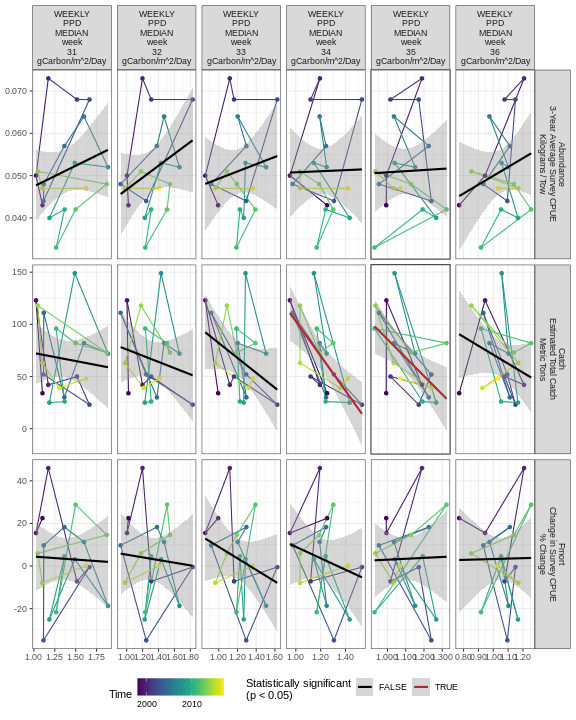 WEEKLY WEEKLY WEEKLY WEEKLY WEEKLY WEEKLY
PPD PPD PPD PPD PPD PPD
MEDIAN MEDIAN MEDIAN MEDIAN MEDIAN MEDIAN
week week week week week week
31 32 33 34 35 36
gCarbon/m^2/Day gCarbon/m^2/Day gCarbon/m^2/Day gCarbon/m^2/Day gCarbon/m^2/Day gCarbon/m^2/Day
0.070
0.060
0.050
0.040
Abundance
3-Year Average Survey CPUE
Kilograms / Tow
150
100
50
0
Catch
Estimated Total Catch
Metric Tons
40
20
0
-20
Fmort
Change in Survey CPUE
% Change
1.00 1.25 1.50 1.75
1.00 1.20 1.40 1.60 1.80
1.00 1.20 1.40 1.60
1.00 1.20 1.40
1.000 1.100 1.200 1.300
0.80 0.90 1.00 1.10 1.20
Time
2000 2010
Statistically significant
(p < 0.05)
FALSE TRUE